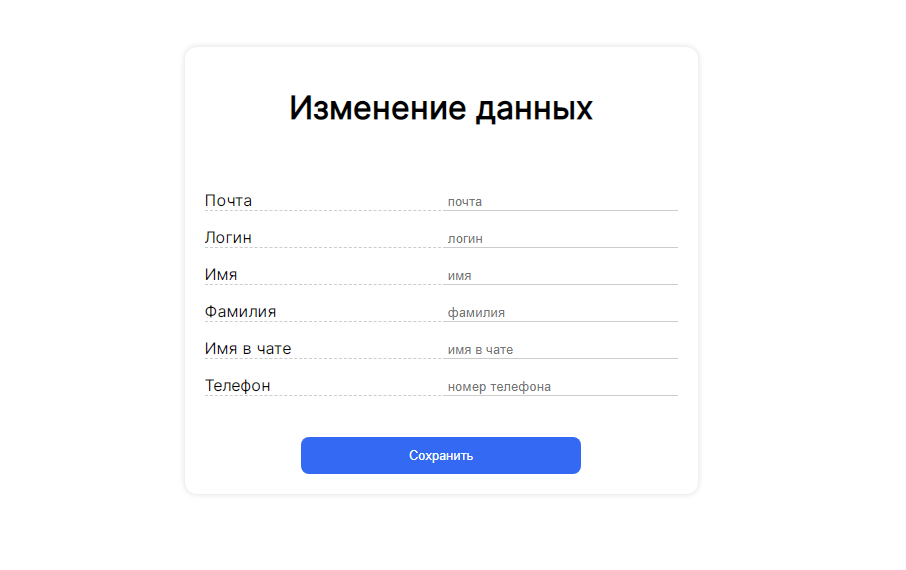 Изменение данных
Почта почта
Логин логин
Имя имя
Фамилия фамилия
Имя в чате имя в чате
Телефон номер телефона
Сохранить